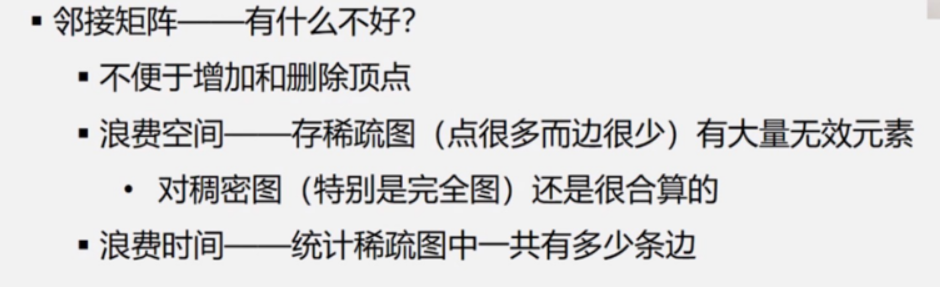 ▪ 邻接矩阵——有什么不好?
▪ 不便于增加和删除顶点
▪ 浪费空间——存稀疏图（点很多而边很少）有大量无效元素
• 对稠密图（特别是完全图）还是很合算的
▪ 浪费时间——统计稀疏图中一共有多少条边